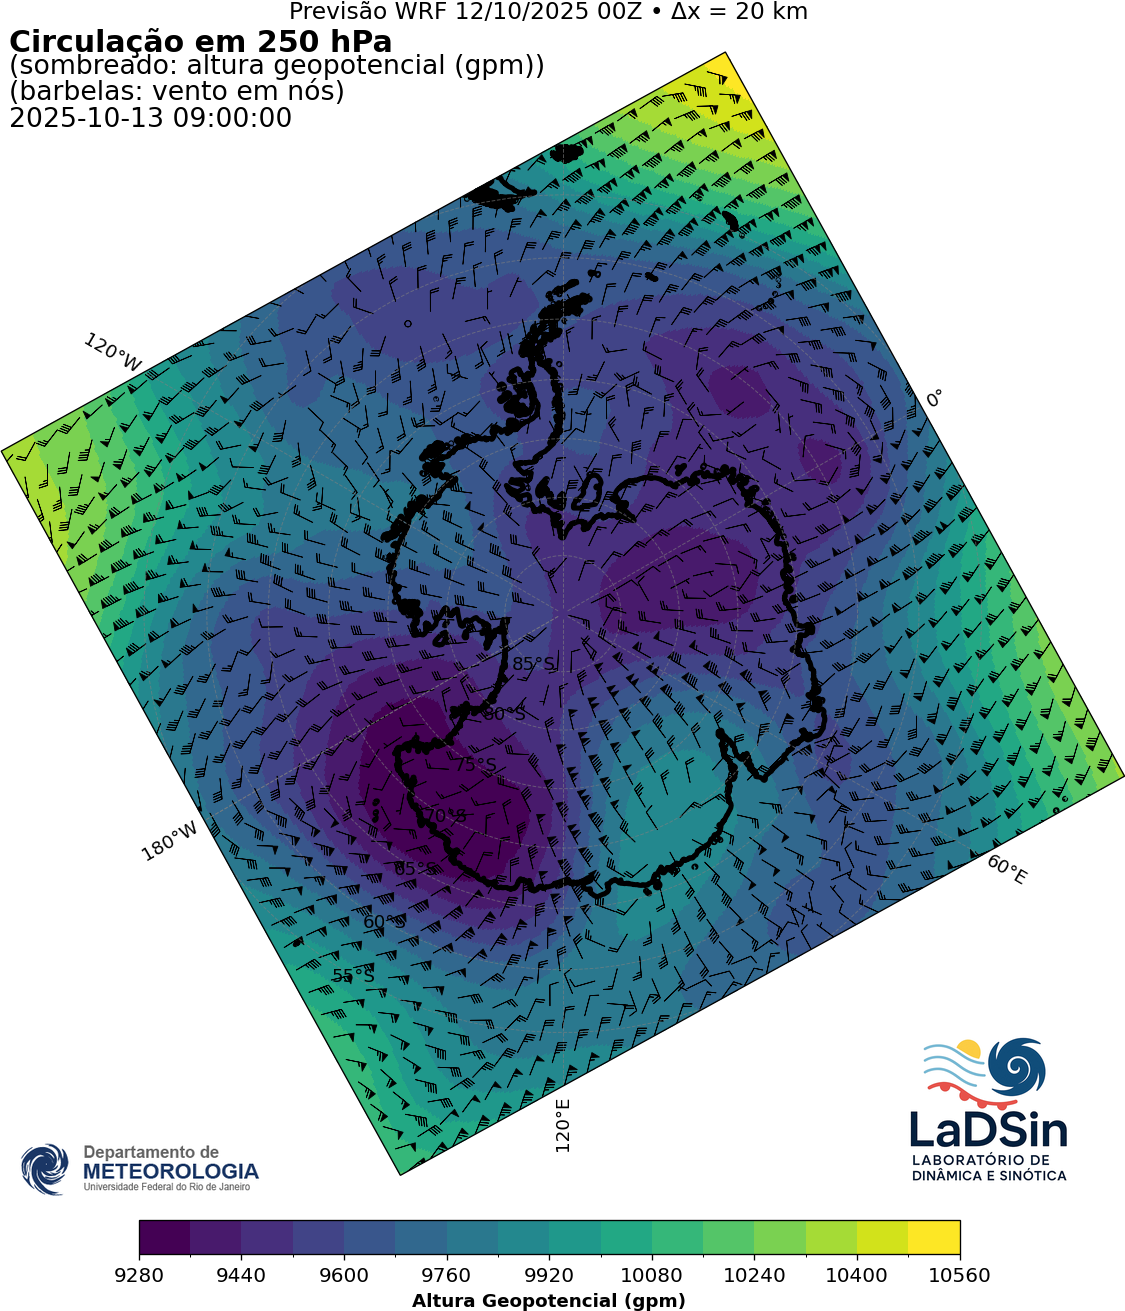 Previsão WRF 12/10/2025 00Z • Δx = 20 km
Circulação em 250 hPa
(sombreado: altura geopotencial (gpm))
(barbelas: vento em nós)
2025-10-13 09:00:00
120°W
0°
85°S
80°S
75°S
70°S
65°S
180°W
60°E
60°S
55°S
120°E
LaDSin
LABORATÓRIO DE
DINÂMICA E SINÓTICA
Departamento de
METEOROLOGIA
Universidade Federal do Rio de Janeiro
9280 9440 9600 9760 9920 10080 10240 10400 10560
Altura Geopotencial (gpm)